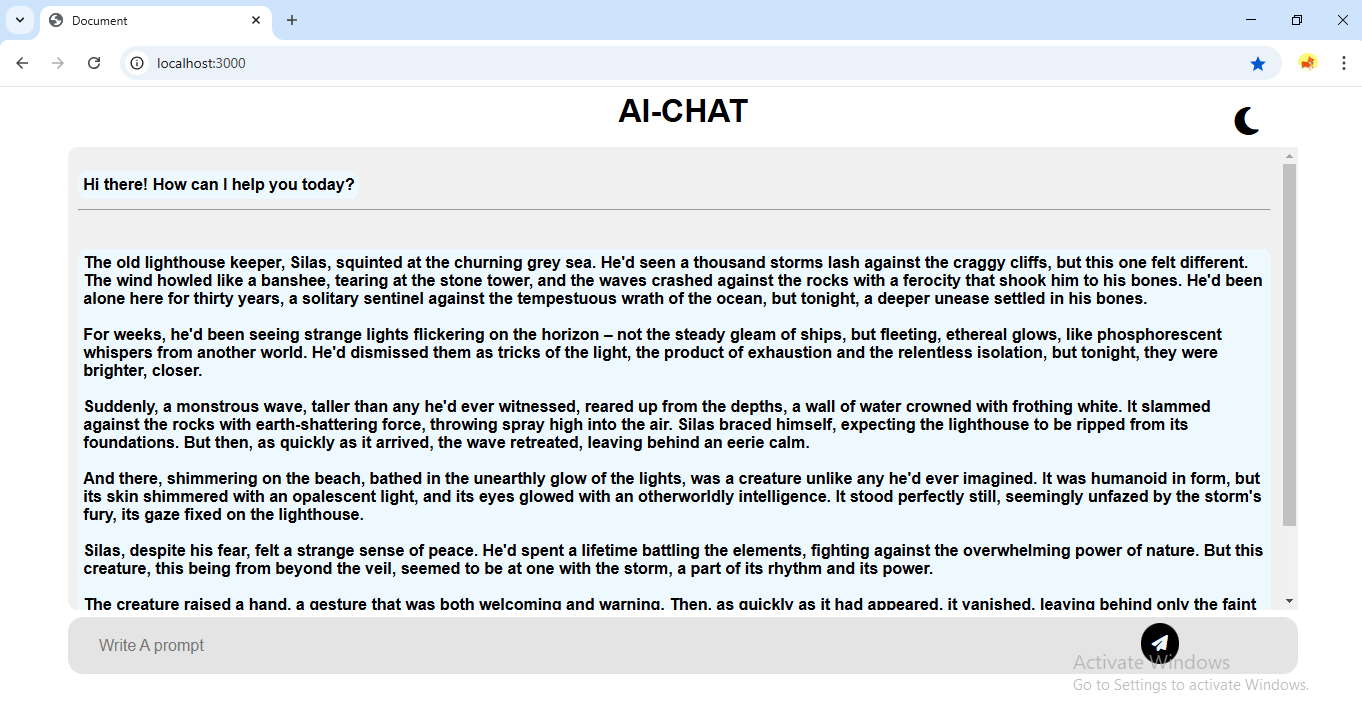 Document
localhost:3000
AI-CHAT
Hi there! How can I help you today?
The old lighthouse keeper, Silas, squinted at the churning grey sea. He'd seen a thousand storms lash against the craggy cliffs, but this one felt different.
The wind howled like a banshee, tearing at the stone tower, and the waves crashed against the rocks with a ferocity that shook him to his bones. He'd been
alone here for thirty years, a solitary sentinel against the tempestuous wrath of the ocean, but tonight, a deeper unease settled in his bones.
For weeks, he'd been seeing strange lights flickering on the horizon – not the steady gleam of ships, but fleeting, ethereal glows, like phosphorescent
whispers from another world. He'd dismissed them as tricks of the light, the product of exhaustion and the relentless isolation, but tonight, they were
brighter, closer.
Suddenly, a monstrous wave, taller than any he'd ever witnessed, reared up from the depths, a wall of water crowned with frothing white. It slammed
against the rocks with earth-shattering force, throwing spray high into the air. Silas braced himself, expecting the lighthouse to be ripped from its
foundations. But then, as quickly as it arrived, the wave retreated, leaving behind an eerie calm.
And there, shimmering on the beach, bathed in the unearthly glow of the lights, was a creature unlike any he'd ever imagined. It was humanoid in form, but
its skin shimmered with an opalescent light, and its eyes glowed with an otherworldly intelligence. It stood perfectly still, seemingly unfazed by the storm's
fury, its gaze fixed on the lighthouse.
Silas, despite his fear, felt a strange sense of peace. He'd spent a lifetime battling the elements, fighting against the overwhelming power of nature. But this
creature, this being from beyond the veil, seemed to be at one with the storm, a part of its rhythm and its power.
The creature raised a hand, a gesture that was both welcoming and warning. Then, as quickly as it had appeared, it vanished, leaving behind only the faint
Write A prompt
Activate Windows
Go to Settings to activate Windows.